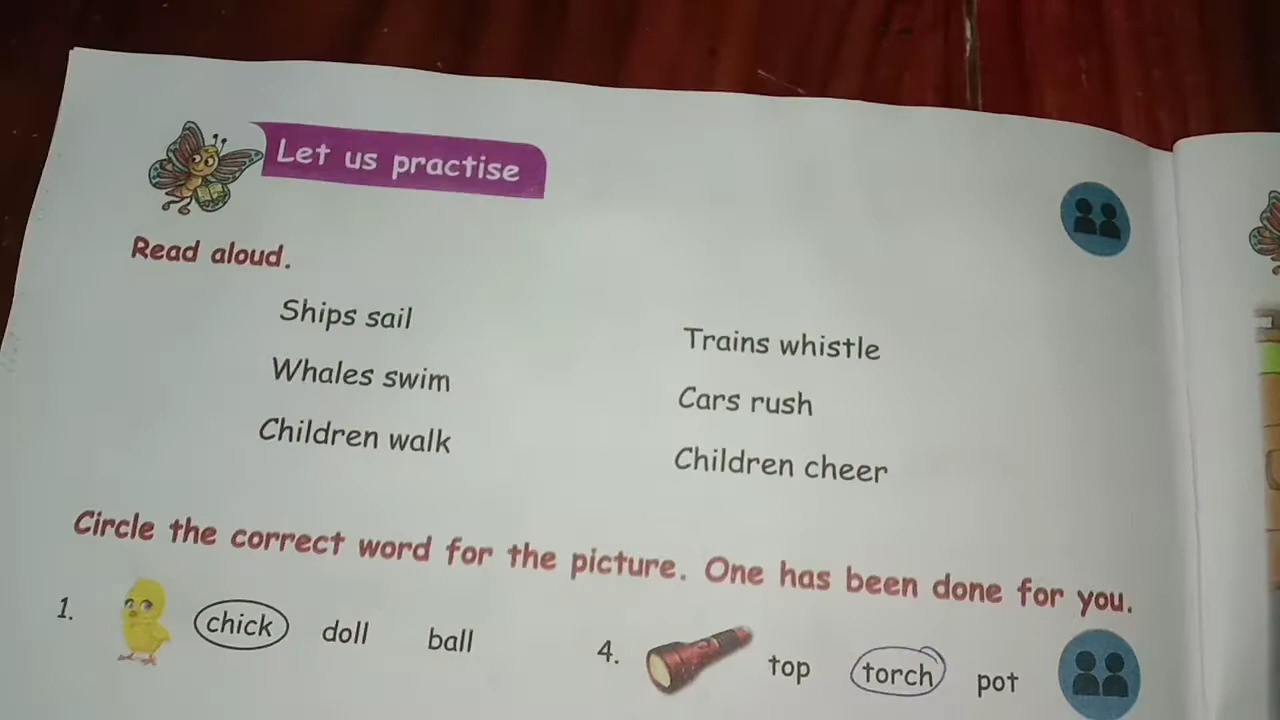 Let us practise
Read aloud.
Ships sail
Whales swim
Children walk
Trains whistle
Cars rush
Children cheer
Circle the correct word for the picture. One has been done for you.
1. chick doll ball
4. top torch pot